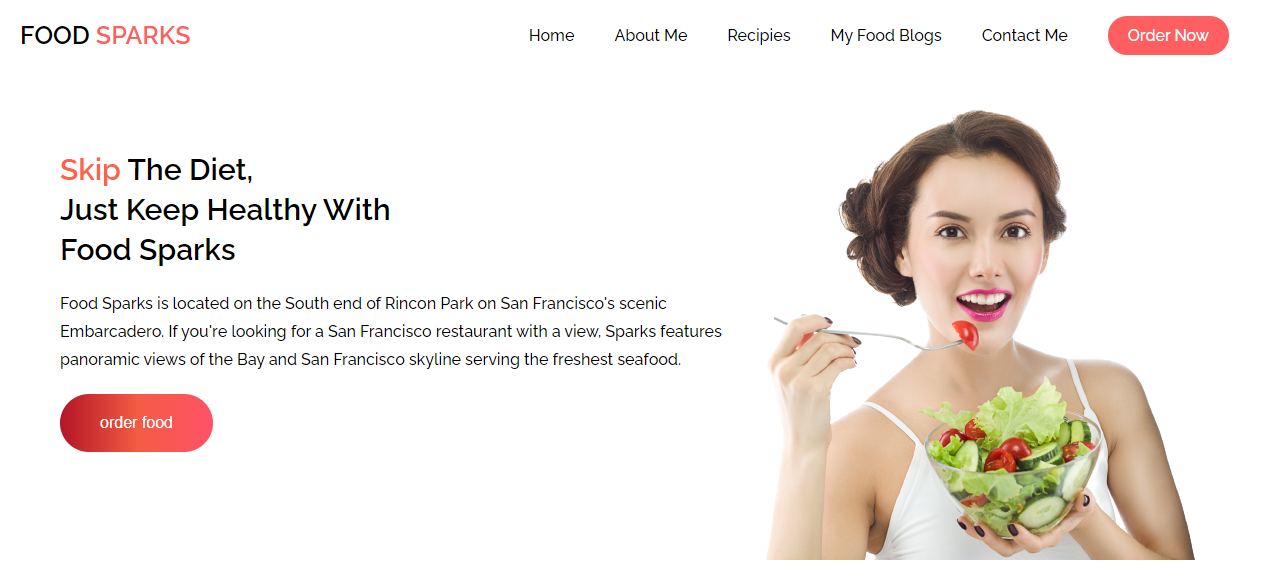 FOOD SPARKS
Home
About Me
Recipies
My Food Blogs
Contact Me
Order Now
Skip The Diet,
Just Keep Healthy With
Food Sparks
Food Sparks is located on the South end of Rincon Park on San Francisco's scenic
Embarcadero. If you're looking for a San Francisco restaurant with a view, Sparks features
panoramic views of the Bay and San Francisco skyline serving the freshest seafood.
order food